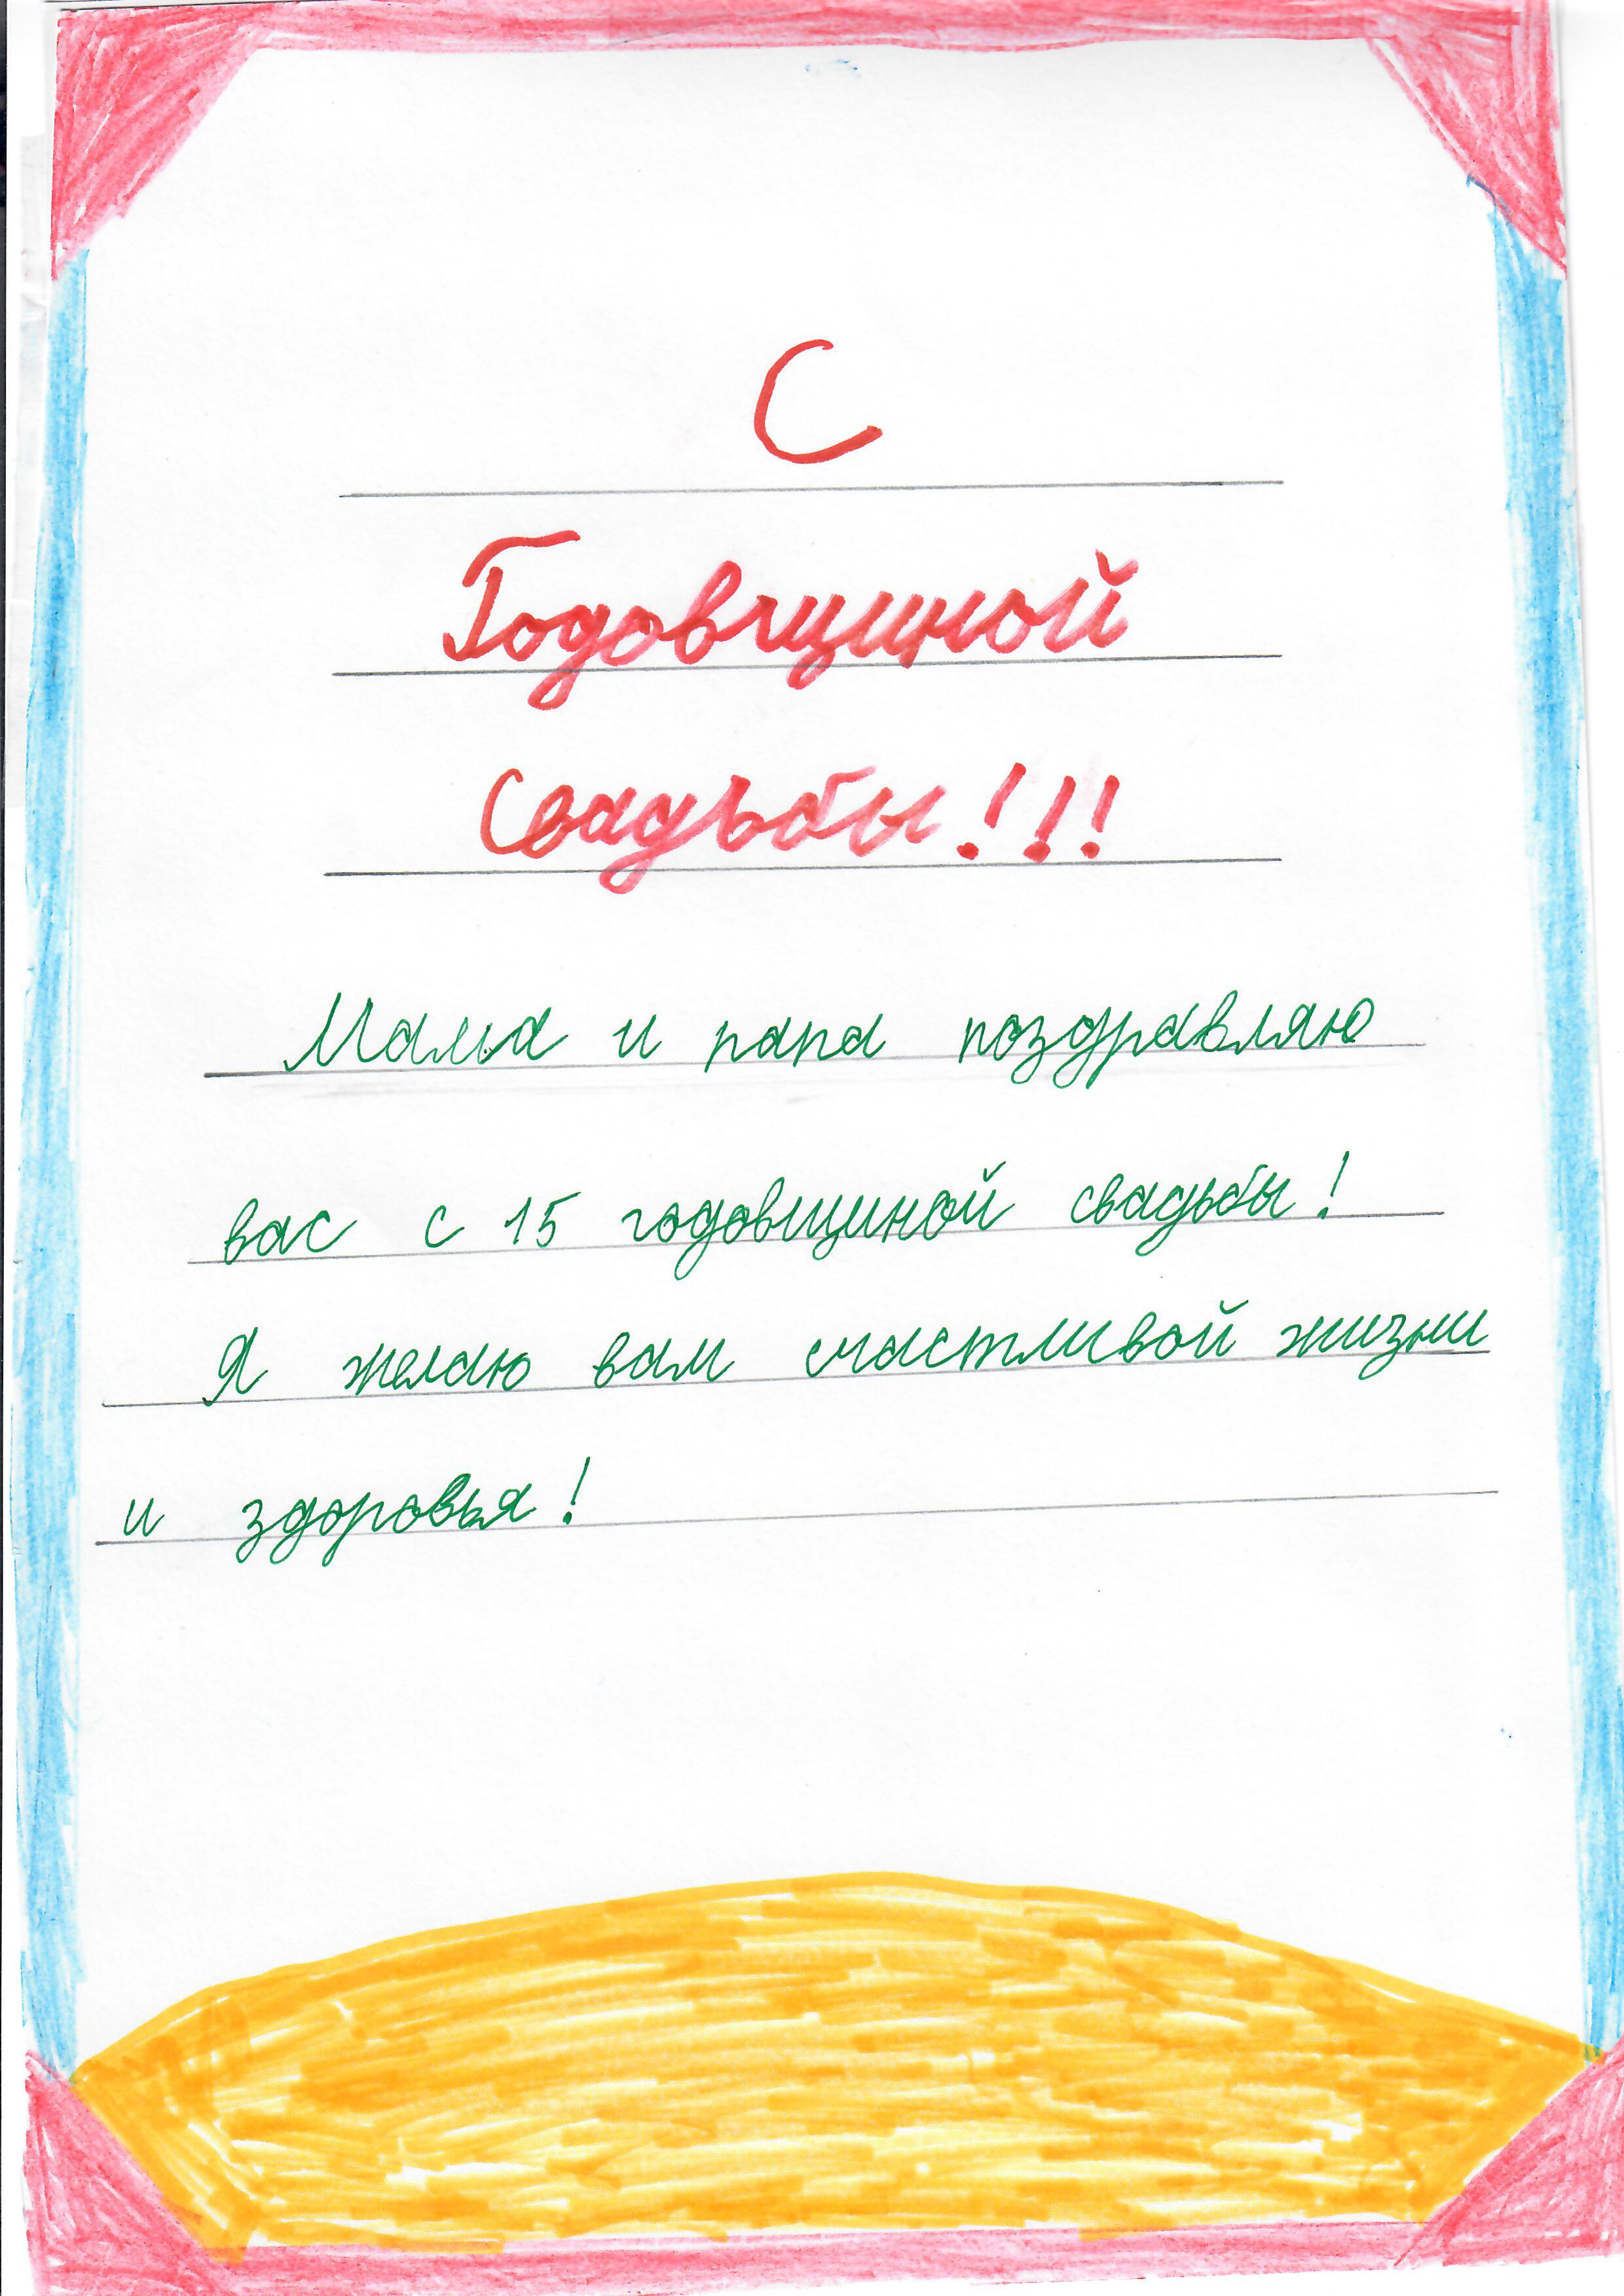 С
Годовщиной
Свадьбы!!!
Мама и папа поздравляю
вас с 15 годовщиной свадьбы!
Я желаю вам счастливой жизни
и здоровья!